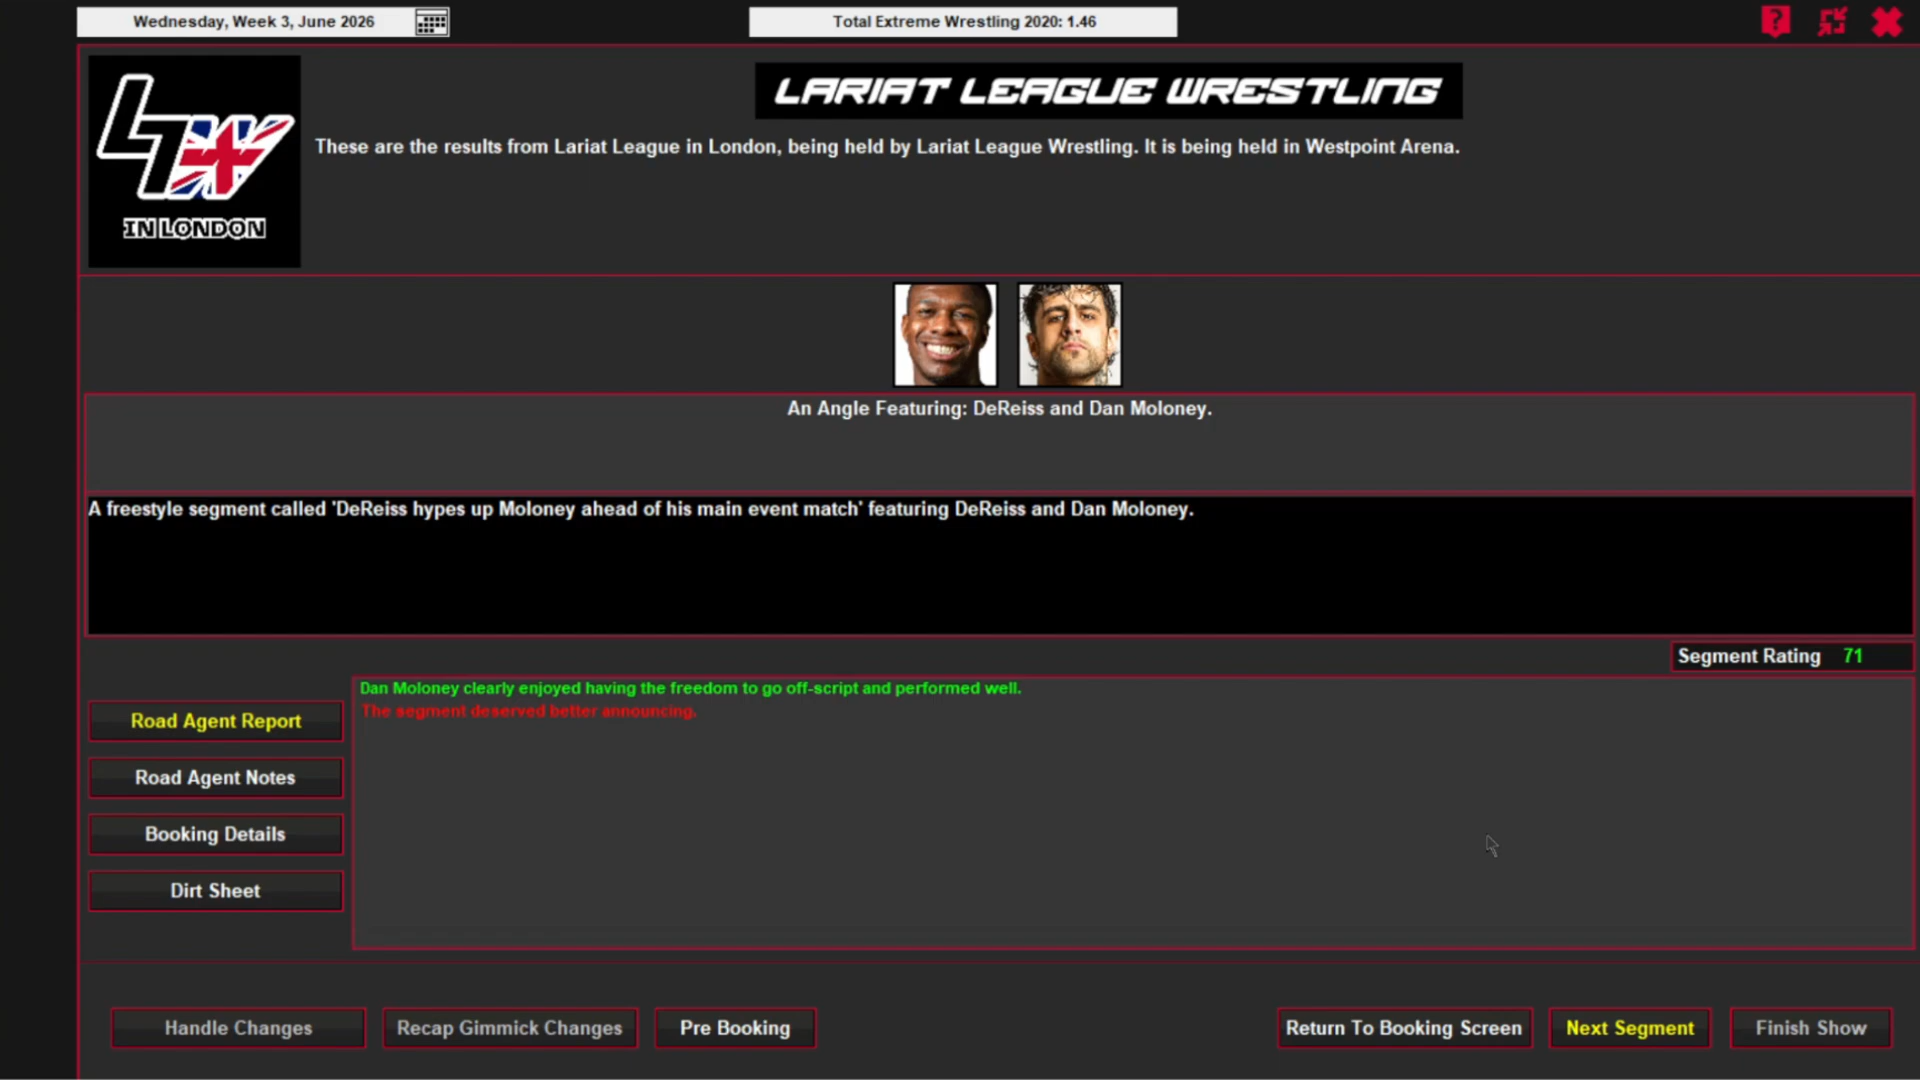 Wednesday, Week 3, June 2026
Total Extreme Wrestling 2020: 1.46
?
LTW
IN LONDON
LARIAT LEAGUE WRESTLING
These are the results from Lariat League in London, being held by Lariat League Wrestling. It is being held in Westpoint Arena.
An Angle Featuring: DeReiss and Dan Moloney.
A freestyle segment called 'DeReiss hypes up Moloney ahead of his main event match' featuring DeReiss and Dan Moloney.
Segment Rating 71
Dan Moloney clearly enjoyed having the freedom to go off-script and performed well.
The segment deserved better announcing.
Road Agent Report
Road Agent Notes
Booking Details
Dirt Sheet
Handle Changes
Recap Gimmick Changes
Pre Booking
Return To Booking Screen
Next Segment
Finish Show